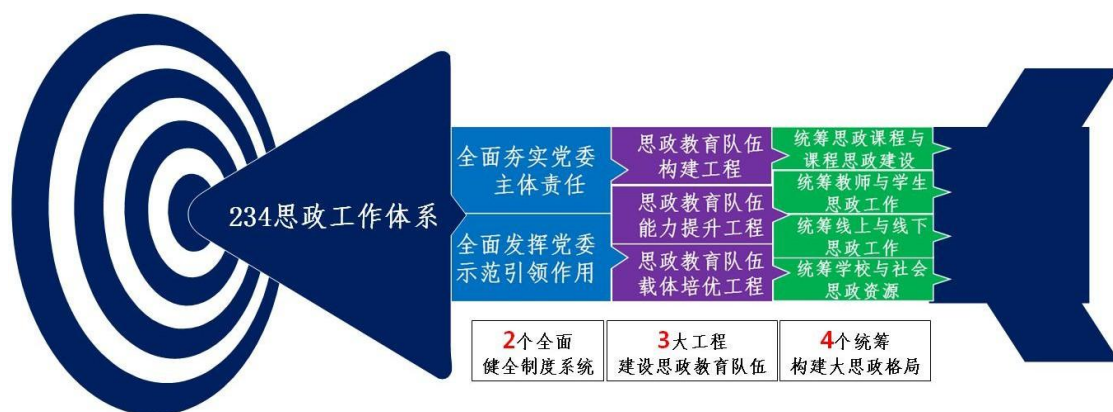 234思政工作体系
全面夯实党委
主体责任
全面发挥党委
示范引领作用
思政教育队伍
构建工程
思政教育队伍
能力提升工程
思政教育队伍
载体培优工程
统筹思政课程与
课程思政建设
统筹教师与学生
思政工作
统筹线上与线下
思政工作
统筹学校与社会
思政资源
2个全面
健全制度系统
3大工程
建设思政教育队伍
4个统筹
构建大思政格局